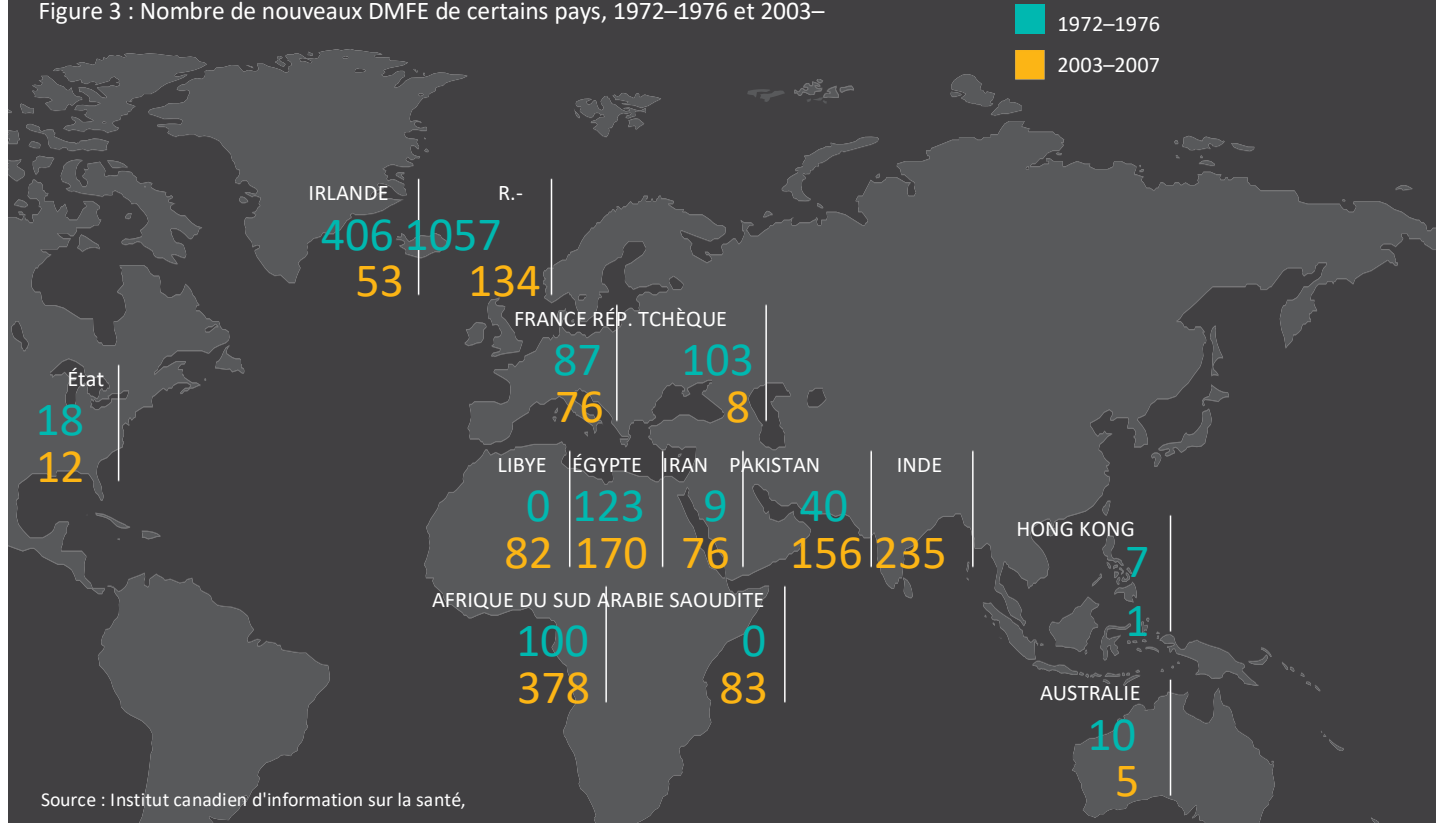 Figure 3 : Nombre de nouveaux DMFE de certains pays, 1972–1976 et 2003–
1972–1976
2003–2007
IRLANDE R.-
406 1057
53 134
FRANCE RÉP. TCHÈQUE
87 103
76 8
État
18
12
LIBYE ÉGYPTE IRAN PAKISTAN INDE
0 123 9 40
82 170 76 156 235
HONG KONG
7
1
AFRIQUE DU SUD ARABIE SAOUDITE
100 0
378 83
AUSTRALIE
10
5
Source : Institut canadien d'information sur la santé,